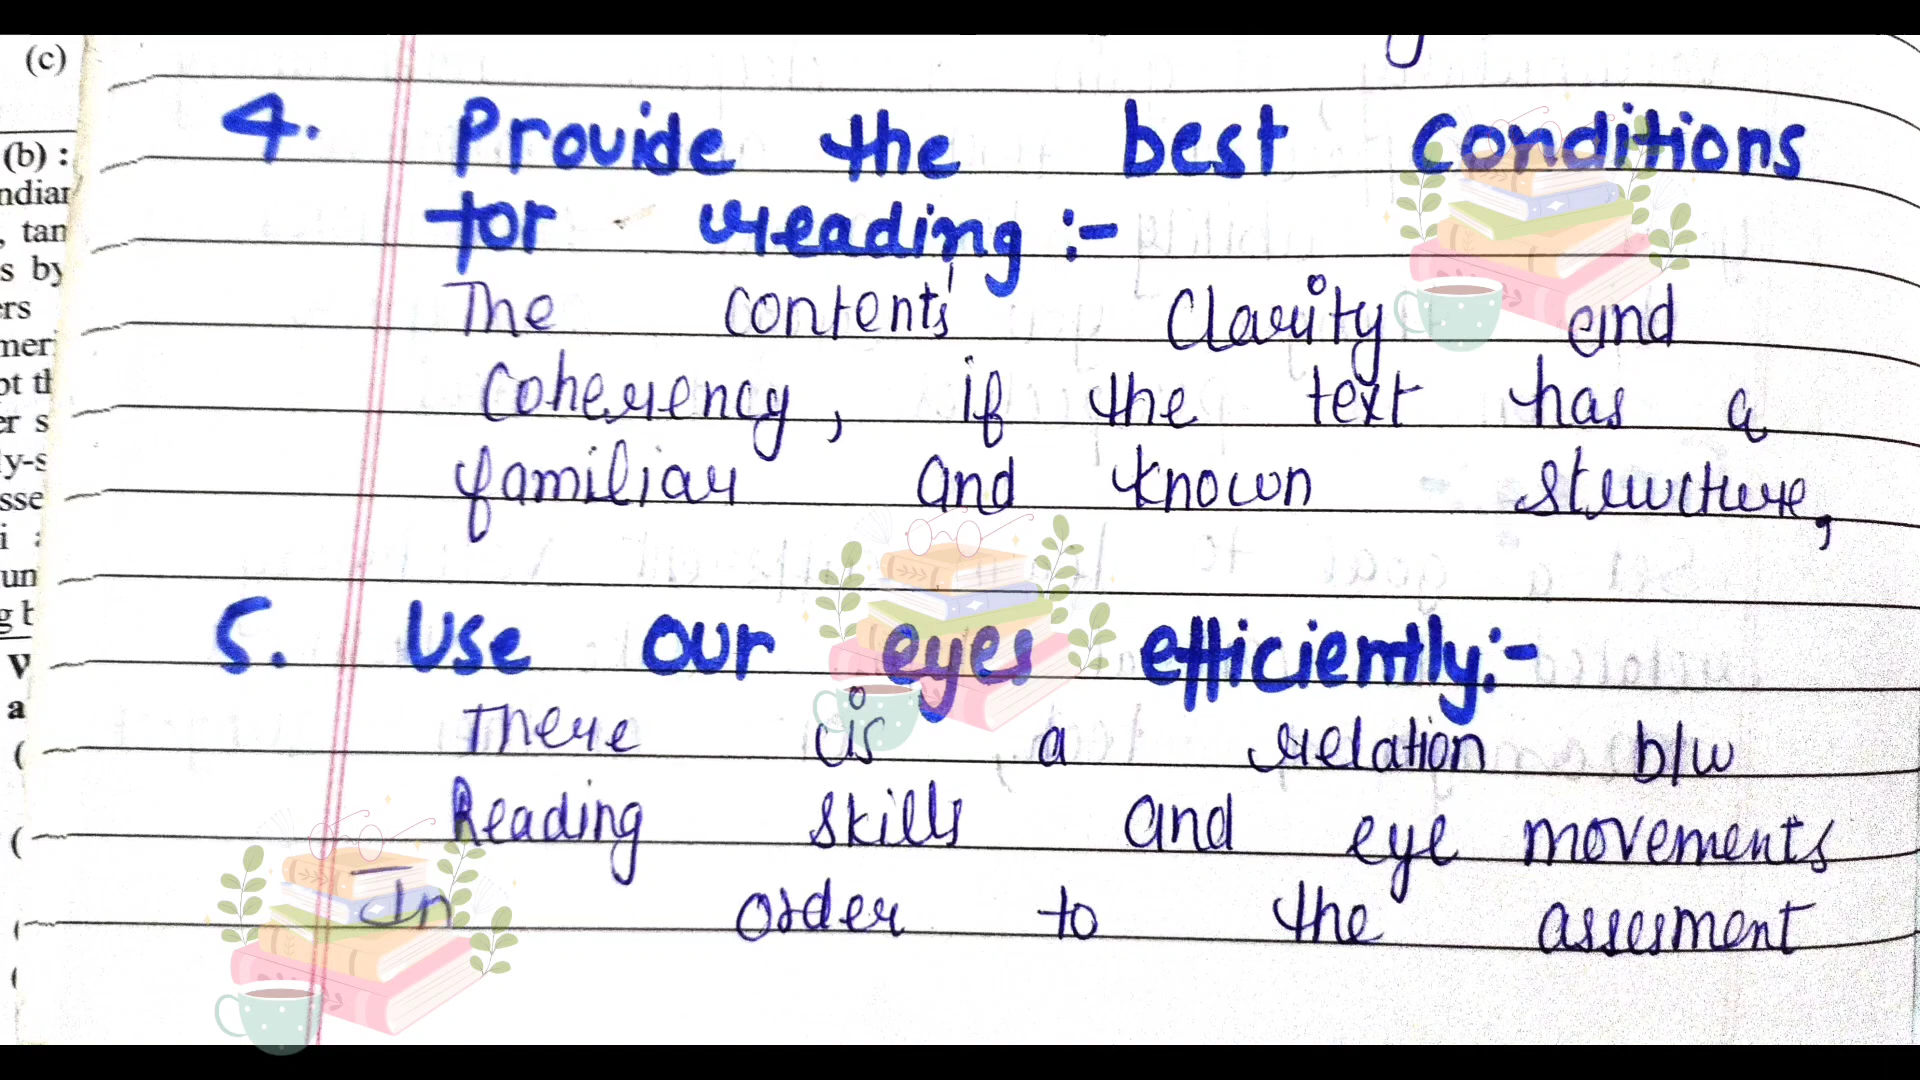 (c)
(b) :
4. Provide the best conditions
for reading :-
The contents' Clarity and
Coherency, if the text has a
familiar and known structure,
5. Use our eyes efficiently:-
There is a relation b/w
Reading skills and eye movements
In order to the assesment